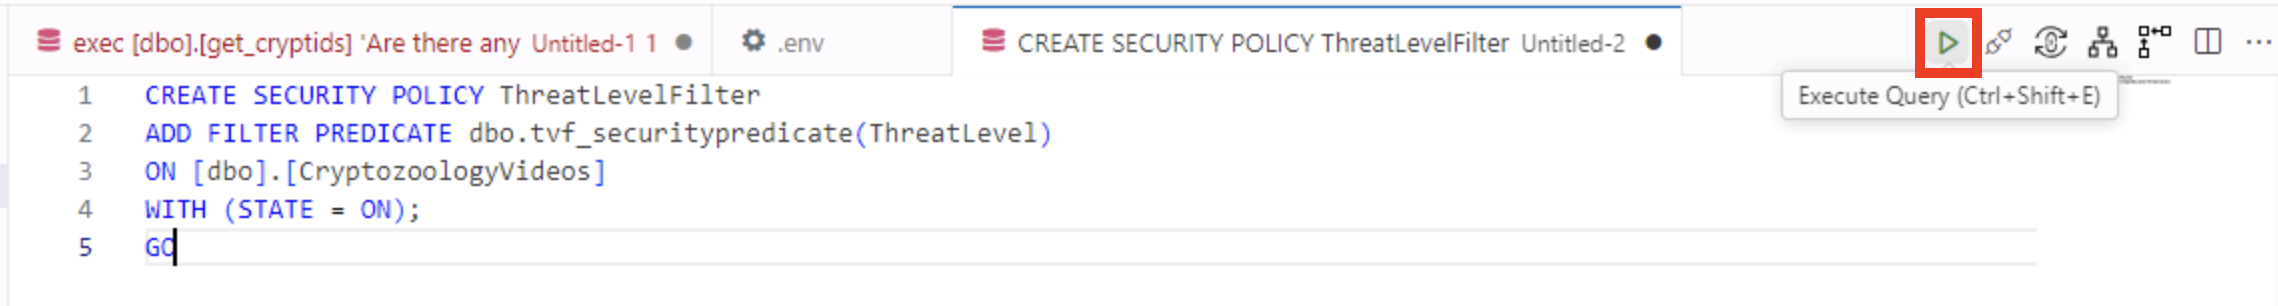 exec [dbo].[get_cryptids] 'Are there any Untitled-1 1
.env
CREATE SECURITY POLICY ThreatLevelFilter Untitled-2
Execute Query (Ctrl+Shift+E)
1 CREATE SECURITY POLICY ThreatLevelFilter
2 ADD FILTER PREDICATE dbo.tvf_securitypredicate(ThreatLevel)
3 ON [dbo].[CryptozoologyVideos]
4 WITH (STATE = ON);
5 GO